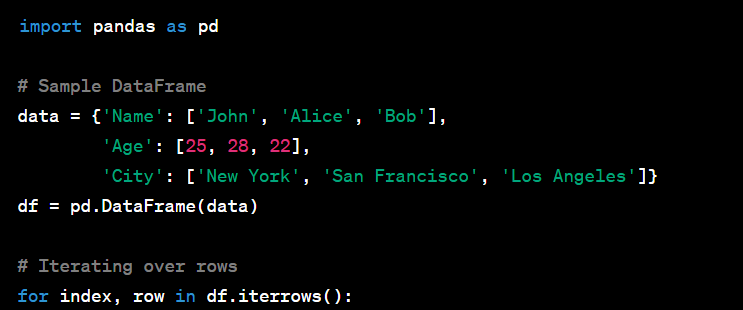 import pandas as pd
# Sample DataFrame
data = {'Name': ['John', 'Alice', 'Bob'],
'Age': [25, 28, 22],
'City': ['New York', 'San Francisco', 'Los Angeles']}
df = pd.DataFrame(data)
# Iterating over rows
for index, row in df.iterrows():